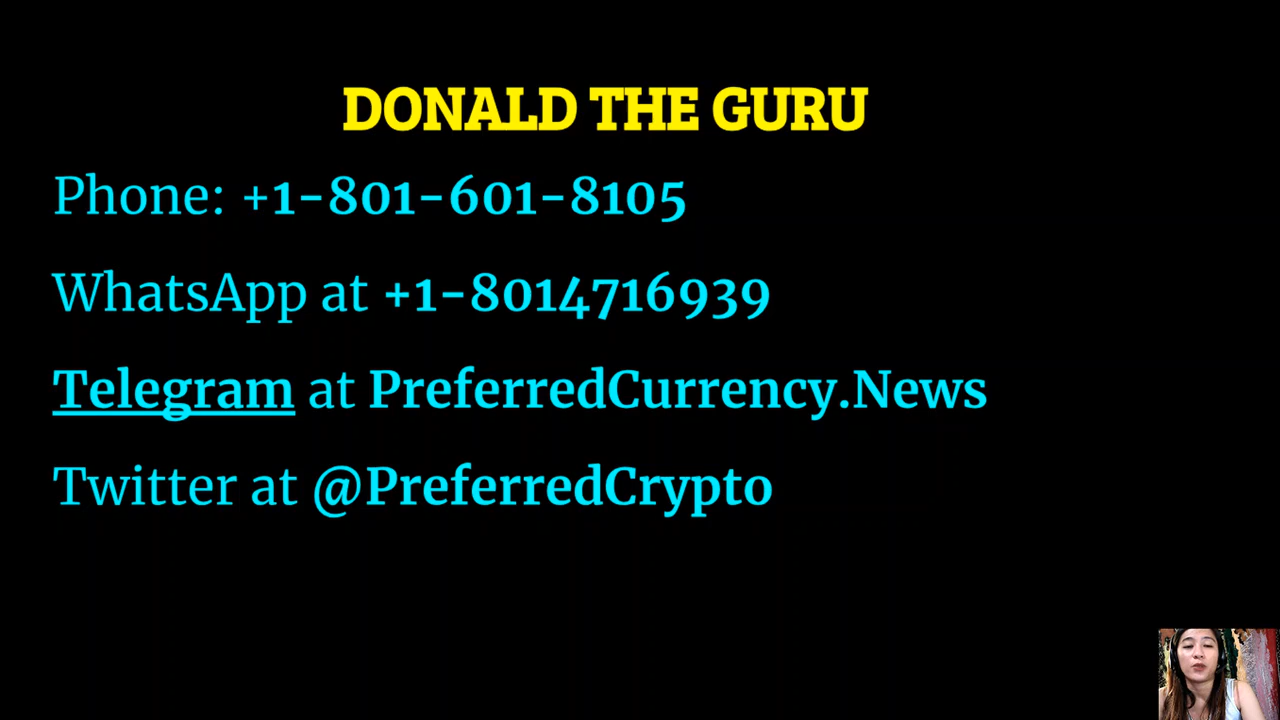 DONALD THE GURU
Phone: +1-801-601-8105
WhatsApp at +1-8014716939
Telegram at PreferredCurrency.News
Twitter at @PreferredCrypto